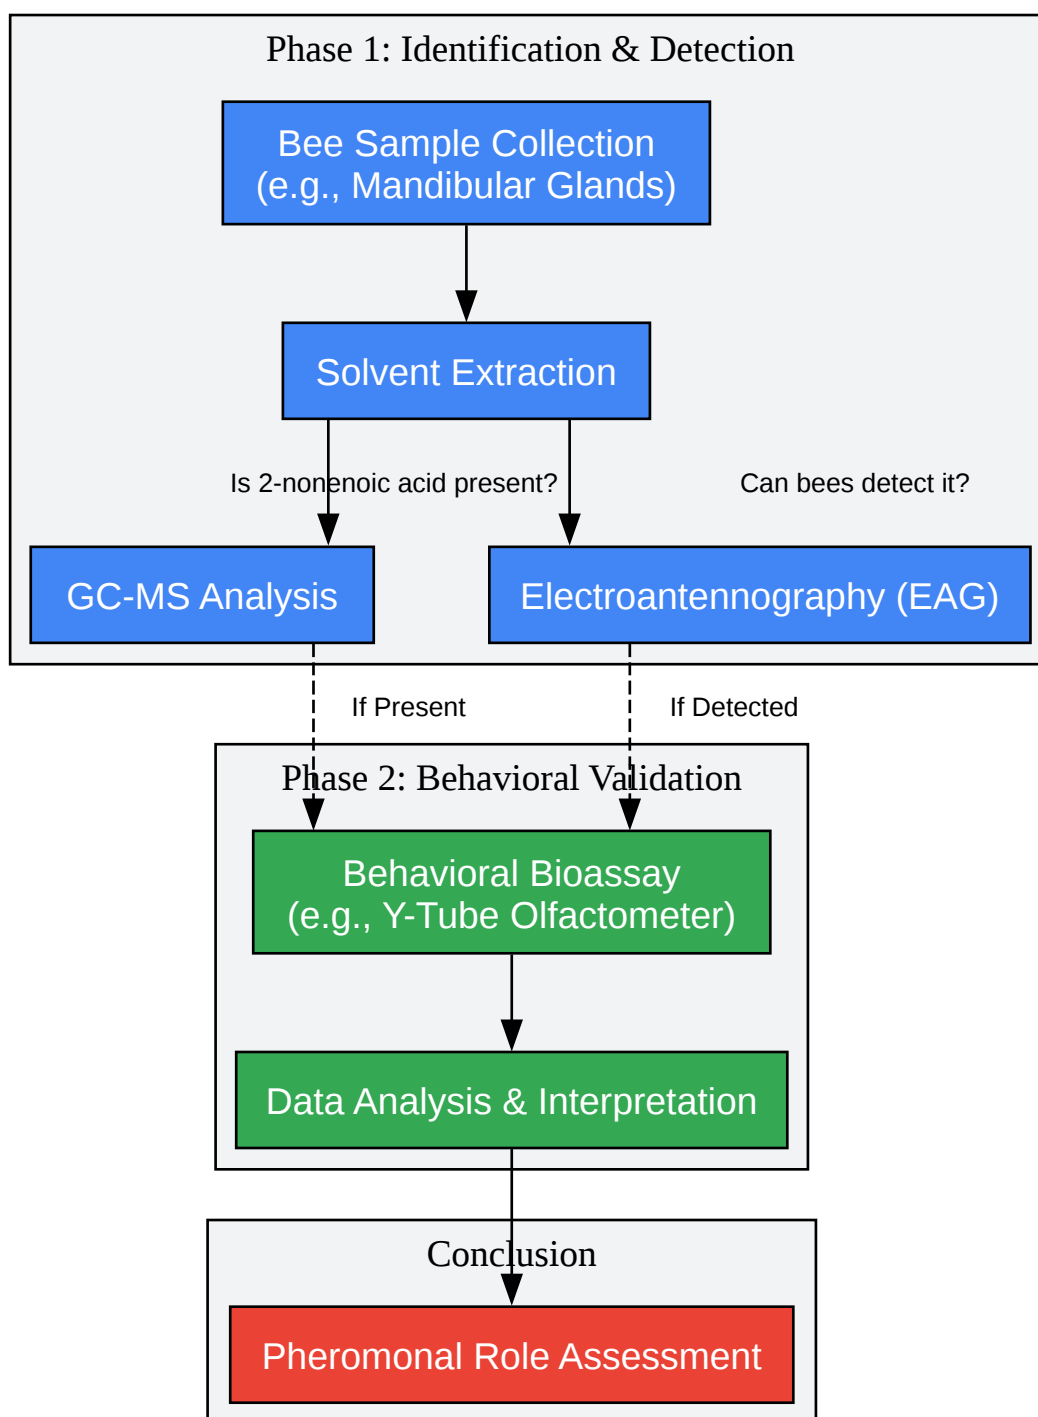 Phase 1: Identification & Detection
Bee Sample Collection
(e.g., Mandibular Glands)
Solvent Extraction
Is 2-nonenoic acid present?
Can bees detect it?
GC-MS Analysis
Electroantennography (EAG)
If Present
If Detected
Phase 2: Behavioral Validation
Behavioral Bioassay
(e.g., Y-Tube Olfactometer)
Data Analysis & Interpretation
Conclusion
Pheromonal Role Assessment